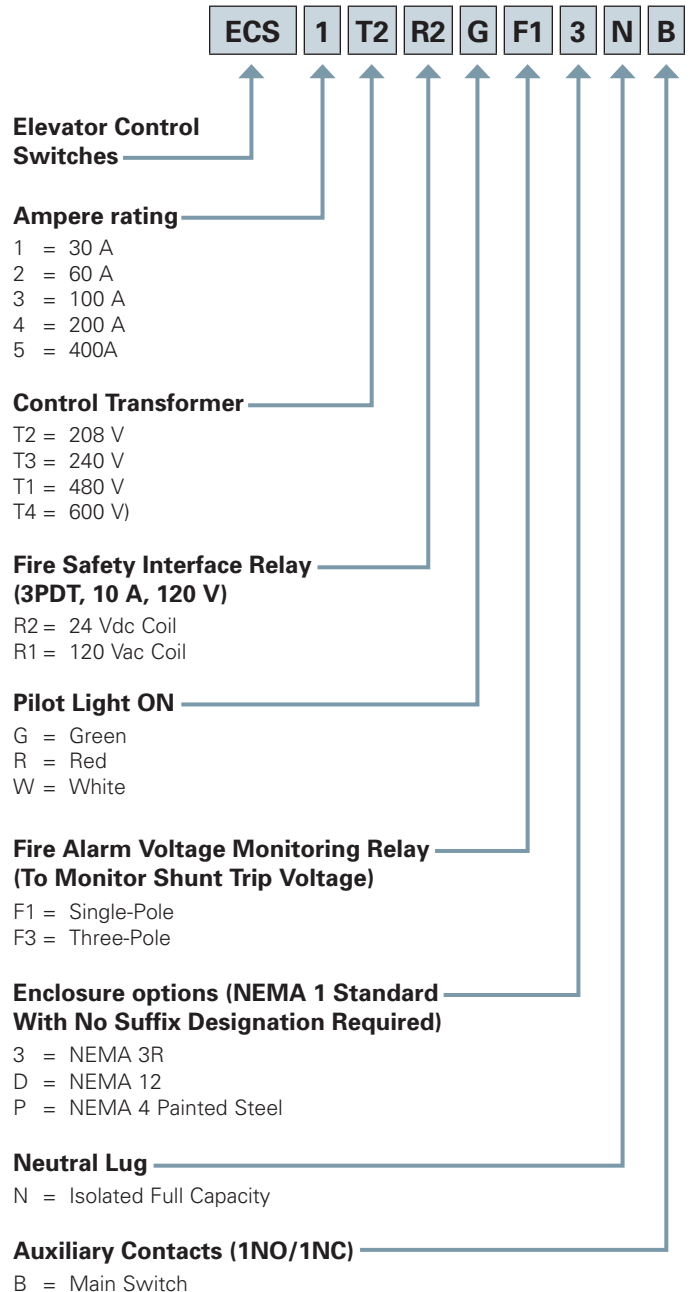 ECS 1 T2 R2 G F1 3 N B
Elevator Control
Switches
Ampere rating
1 = 30 A
2 = 60 A
3 = 100 A
4 = 200 A
5 = 400A
Control Transformer
T2 = 208 V
T3 = 240 V
T1 = 480 V
T4 = 600 V)
Fire Safety Interface Relay
(3PDT, 10 A, 120 V)
R2 = 24 Vdc Coil
R1 = 120 Vac Coil
Pilot Light ON
G = Green
R = Red
W = White
Fire Alarm Voltage Monitoring Relay
(To Monitor Shunt Trip Voltage)
F1 = Single-Pole
F3 = Three-Pole
Enclosure options (NEMA 1 Standard
With No Suffix Designation Required)
3 = NEMA 3R
D = NEMA 12
P = NEMA 4 Painted Steel
Neutral Lug
N = Isolated Full Capacity
Auxiliary Contacts (1NO/1NC)
B = Main Switch